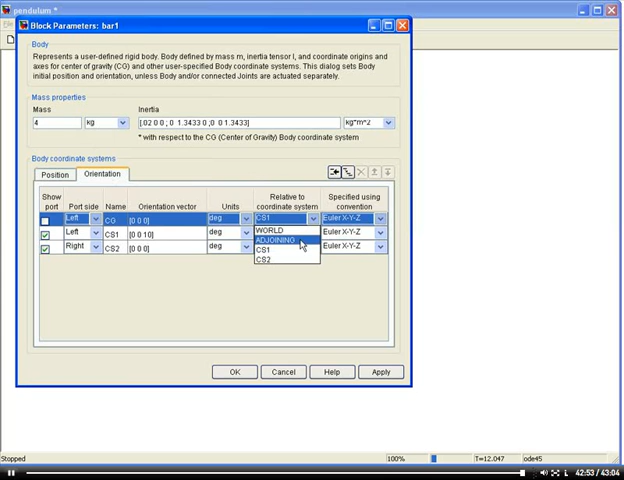 pendulum *
Block Parameters: bar1
Body
Represents a user-defined rigid body. Body defined by mass m, inertia tensor I, and coordinate origins and
axes for center of gravity (CG) and other user-specified Body coordinate systems. This dialog sets Body
initial position and orientation, unless Body and/or connected Joints are actuated separately.
Mass properties
Mass
Inertia
4
kg
[.02 0 0 ; 0 1.3433 0 ;0 0 1.3433]
kg*m^2
* with respect to the CG (Center of Gravity) Body coordinate system
Body coordinate systems
Position
Orientation
Show port
Port side
Name
Orientation vector
Units
Relative to coordinate system
Specified using convention
Left CG [0 0 0] deg CS1 Euler X-Y-Z
Left CS1 [0 0 10] deg Euler X-Y-Z
Right CS2 [0 0 0] deg Euler X-Y-Z
WORLD
ADJOINING
CS1
CS2
OK
Cancel
Help
Apply
Stopped
100%
T=12.047
ode45
42:53 / 43:04